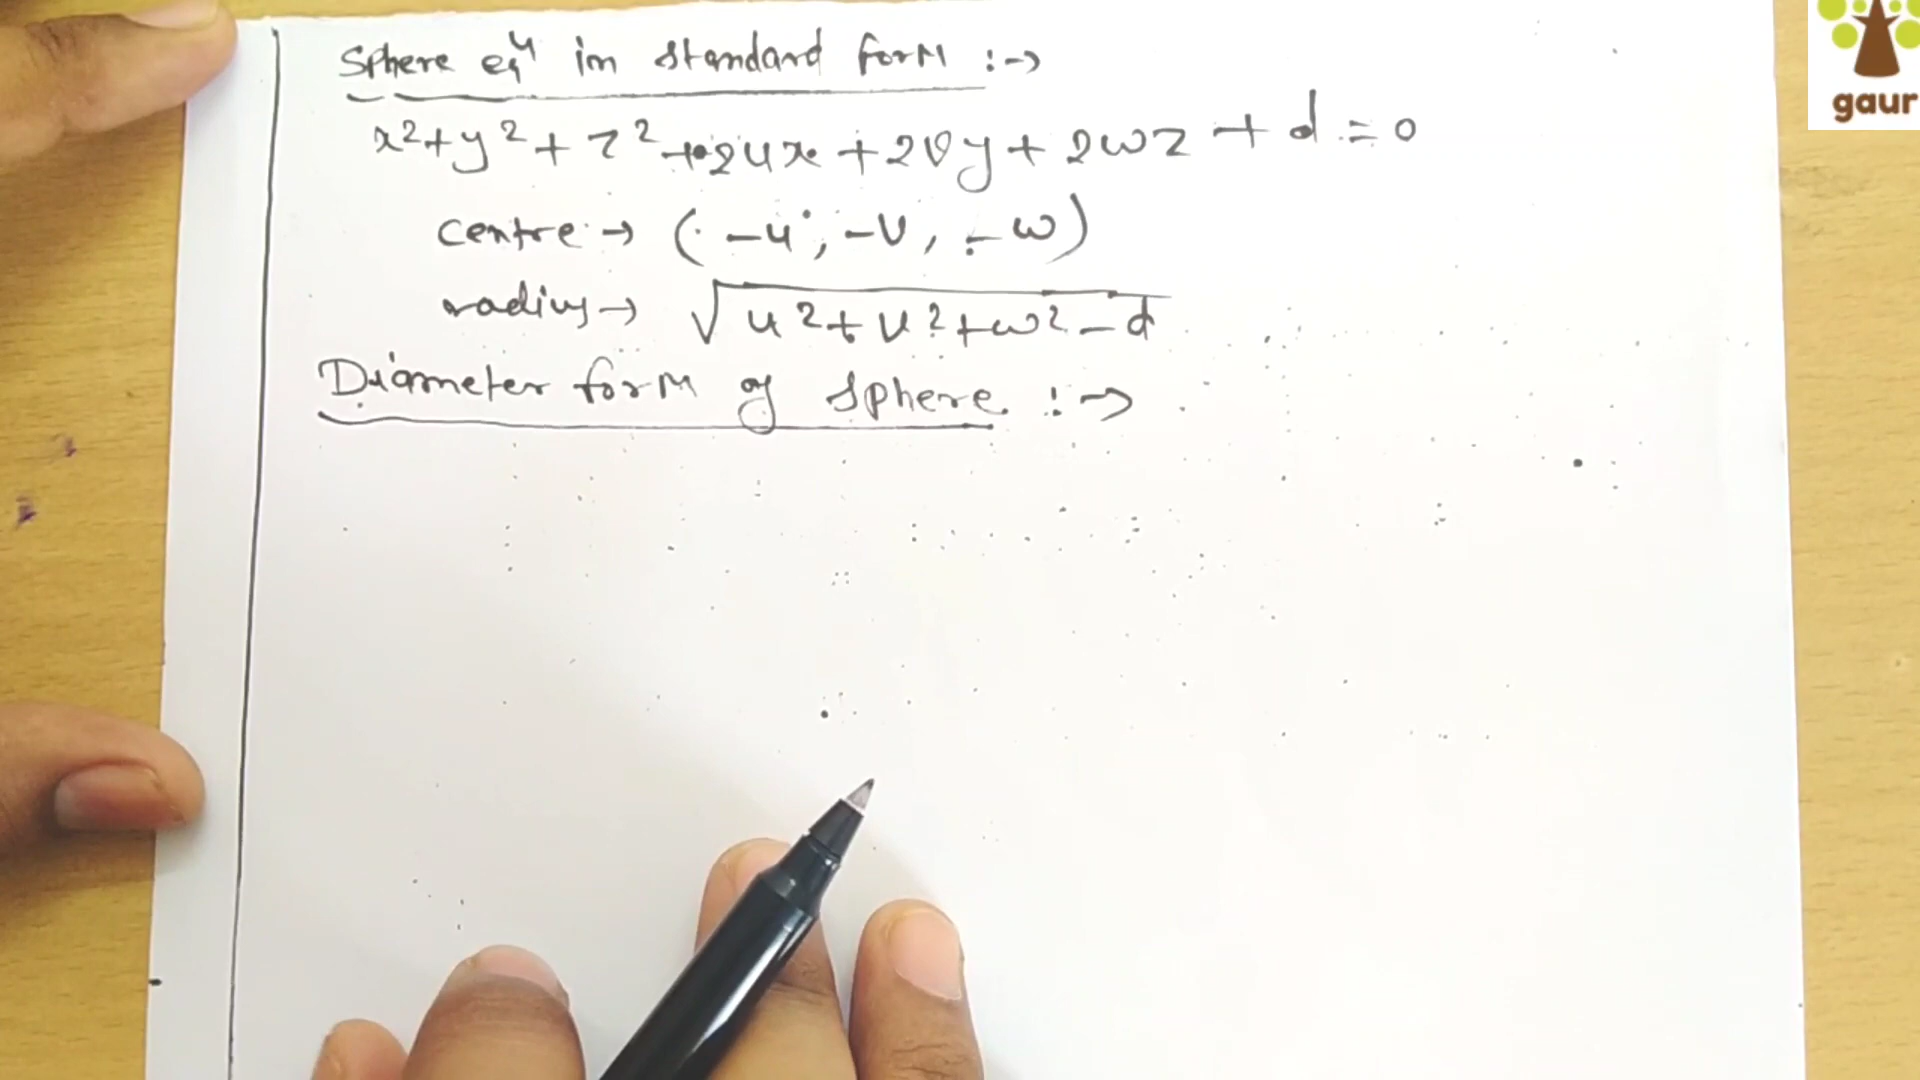 Sphere eqⁿ in standard form :→
x²+y²+z²+2ux+2vy+2wz+d=0
centre → (-u, -v, -w)
radius → √u²+v²+w²-d
Diameter form of sphere :→
gaur